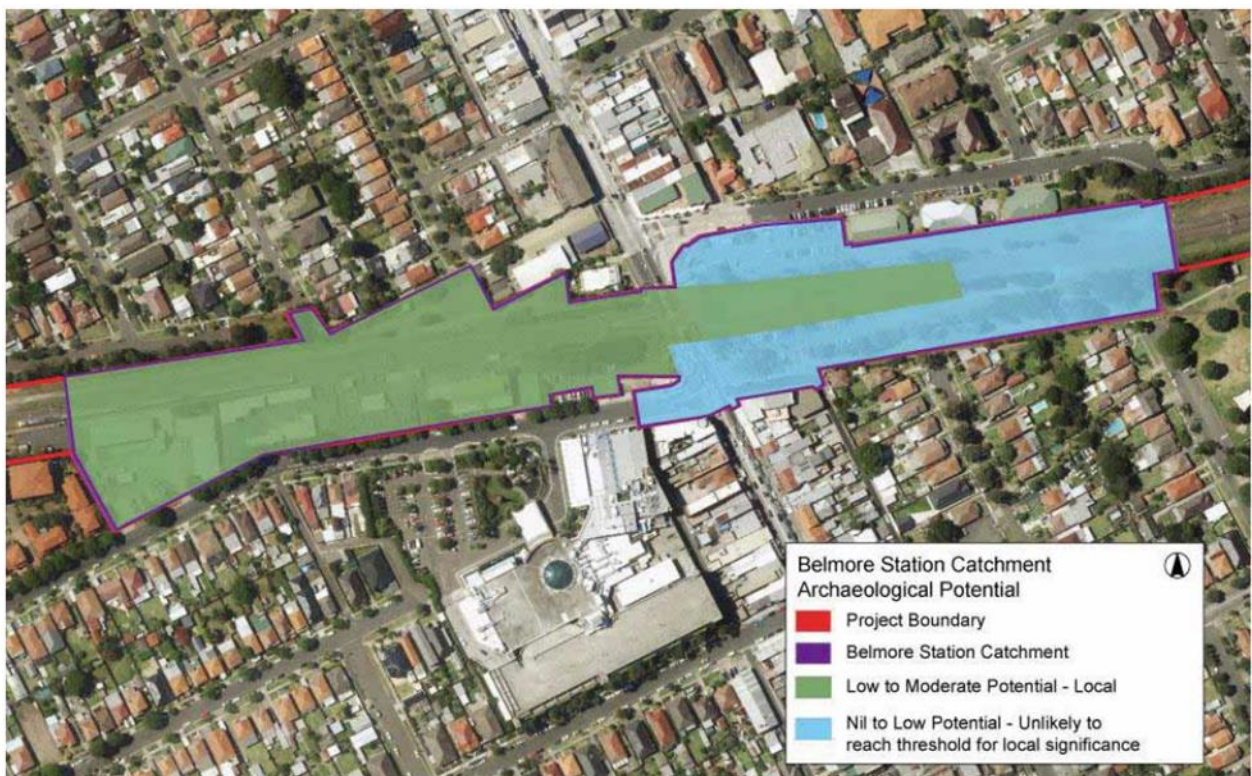 Belmore Station Catchment
Archaeological Potential
Project Boundary
Belmore Station Catchment
Low to Moderate Potential - Local
Nil to Low Potential - Unlikely to
reach threshold for local significance